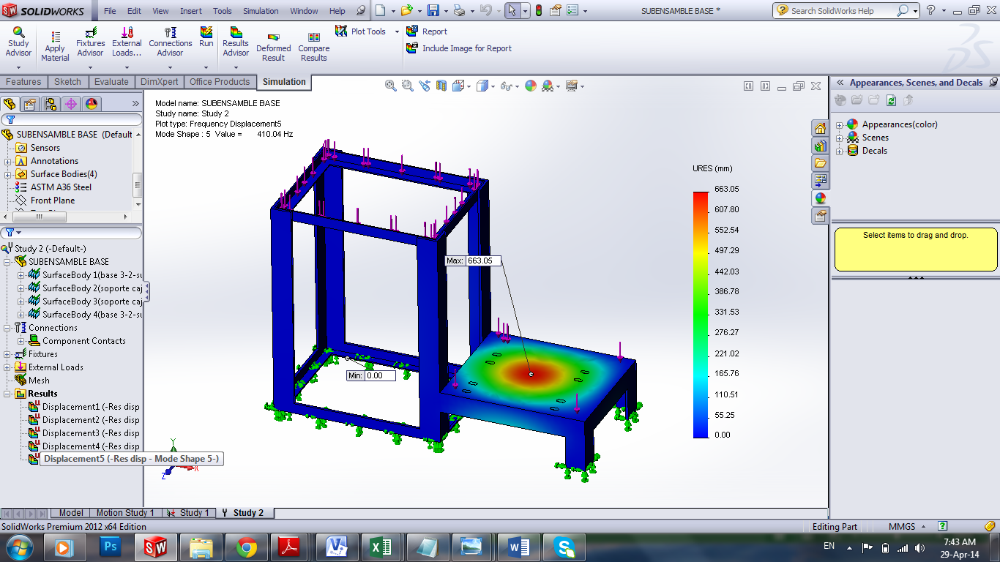 SOLIDWORKS File Edit View Insert Tools Simulation Window Help SUBENSAMBLE BASE * Search SolidWorks Help
Study Advisor
Apply Material
Fixtures Advisor
External Loads...
Connections Advisor
Run
Results Advisor
Deformed Result
Compare Results
Plot Tools
Report
Include Image for Report
Features Sketch Evaluate DimXpert Office Products Simulation
SUBENSAMBLE BASE (Default
Sensors
Annotations
Surface Bodies(4)
ASTM A36 Steel
Front Plane
Study 2 (-Default-)
SUBENSAMBLE BASE
SurfaceBody 1(base 3-2-su
SurfaceBody 2(soporte caj
SurfaceBody 3(soporte caj
SurfaceBody 4(base 3-2-su
Connections
Component Contacts
Fixtures
External Loads
Mesh
Results
Displacement1 (-Res disp
Displacement2 (-Res disp
Displacement3 (-Res disp
Displacement4 (-Res disp
Displacement5 (-Res disp - Mode Shape 5-)
Model name: SUBENSAMBLE BASE
Study name: Study 2
Plot type: Frequency Displacement5
Mode Shape : 5 Value = 410.04 Hz
Max: 663.05
Min: 0.00
Y
X
Z
URES (mm)
663.05
607.80
552.54
497.29
442.03
386.78
331.53
276.27
221.02
165.76
110.51
55.25
0.00
Appearances, Scenes, and Decals
Appearances(color)
Scenes
Decals
Select items to drag and drop.
Model Motion Study 1 Study 1 Study 2
SolidWorks Premium 2012 x64 Edition Editing Part MMGS
EN 7:43 AM
29-Apr-14